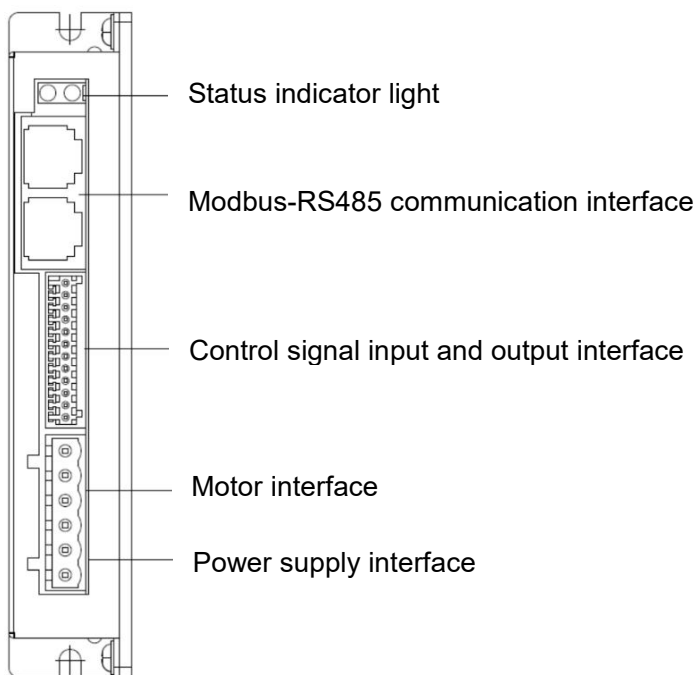 Status indicator light
Modbus-RS485 communication interface
Control signal input and output interface
Motor interface
Power supply interface